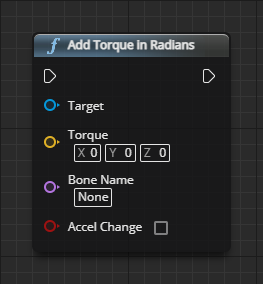 f Add Torque in Radians
Target
Torque
X 0 Y 0 Z 0
Bone Name
None
Accel Change